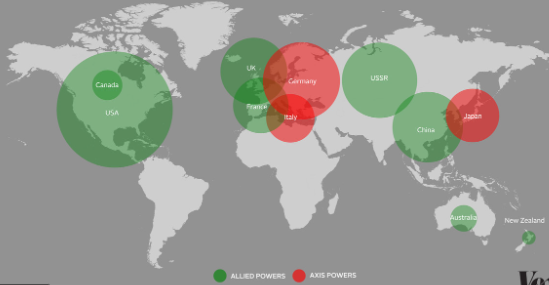 UK
Germany
USSR
Canada
USA
France
Italy
Japan
China
Australia
New Zealand
ALLIED POWERS
AXIS POWERS